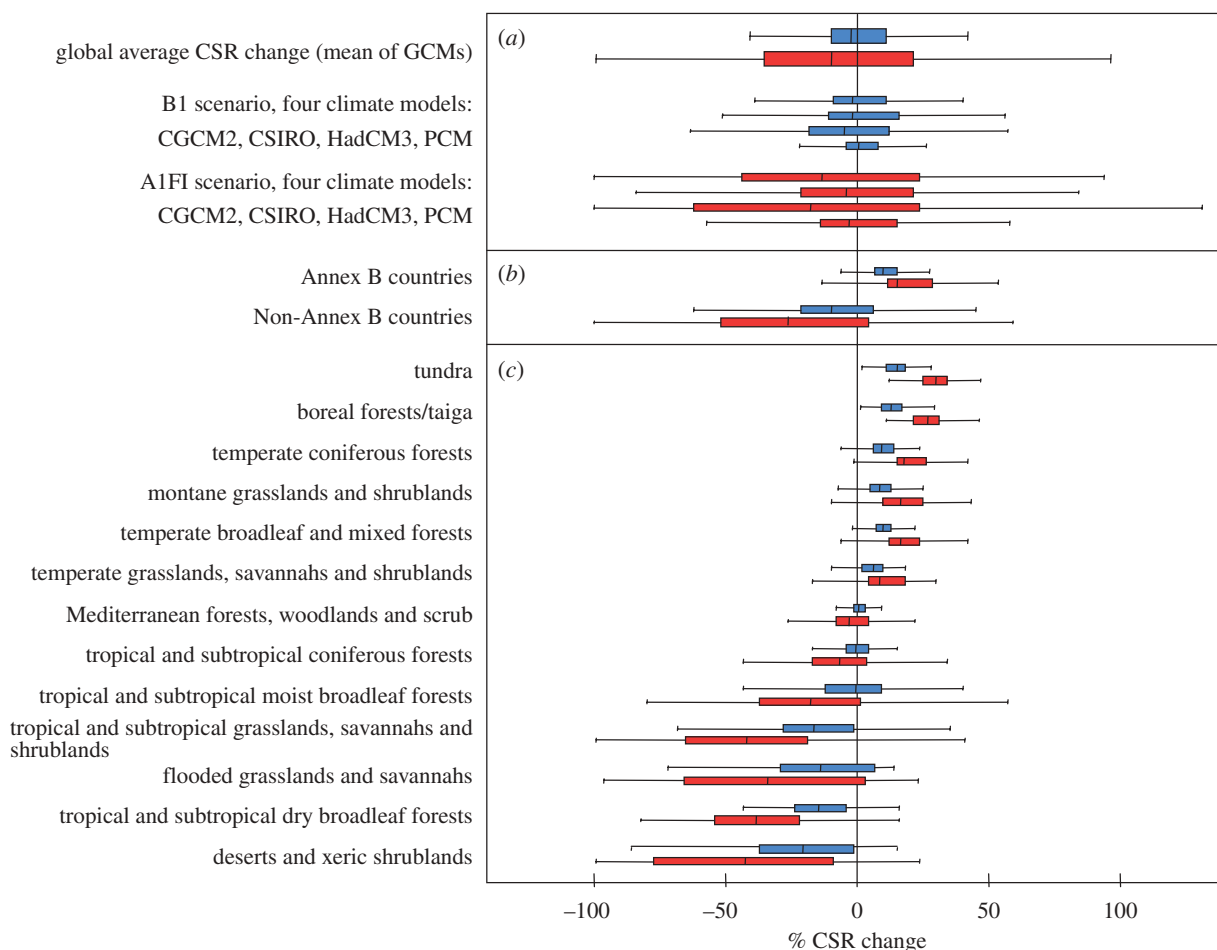 (a)
global average CSR change (mean of GCMs)
B1 scenario, four climate models:
CGCM2, CSIRO, HadCM3, PCM
A1FI scenario, four climate models:
CGCM2, CSIRO, HadCM3, PCM
(b)
Annex B countries
Non-Annex B countries
(c)
tundra
boreal forests/taiga
temperate coniferous forests
montane grasslands and shrublands
temperate broadleaf and mixed forests
temperate grasslands, savannahs and shrublands
Mediterranean forests, woodlands and scrub
tropical and subtropical coniferous forests
tropical and subtropical moist broadleaf forests
tropical and subtropical grasslands, savannahs and
shrublands
flooded grasslands and savannahs
tropical and subtropical dry broadleaf forests
deserts and xeric shrublands
–100 –50 0 50 100
% CSR change